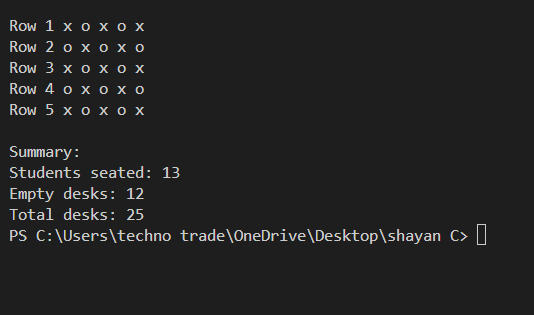 Row 1 x o x o x
Row 2 o x o x o
Row 3 x o x o x
Row 4 o x o x o
Row 5 x o x o x
Summary:
Students seated: 13
Empty desks: 12
Total desks: 25
PS C:\Users\techno trade\OneDrive\Desktop\shayan C>